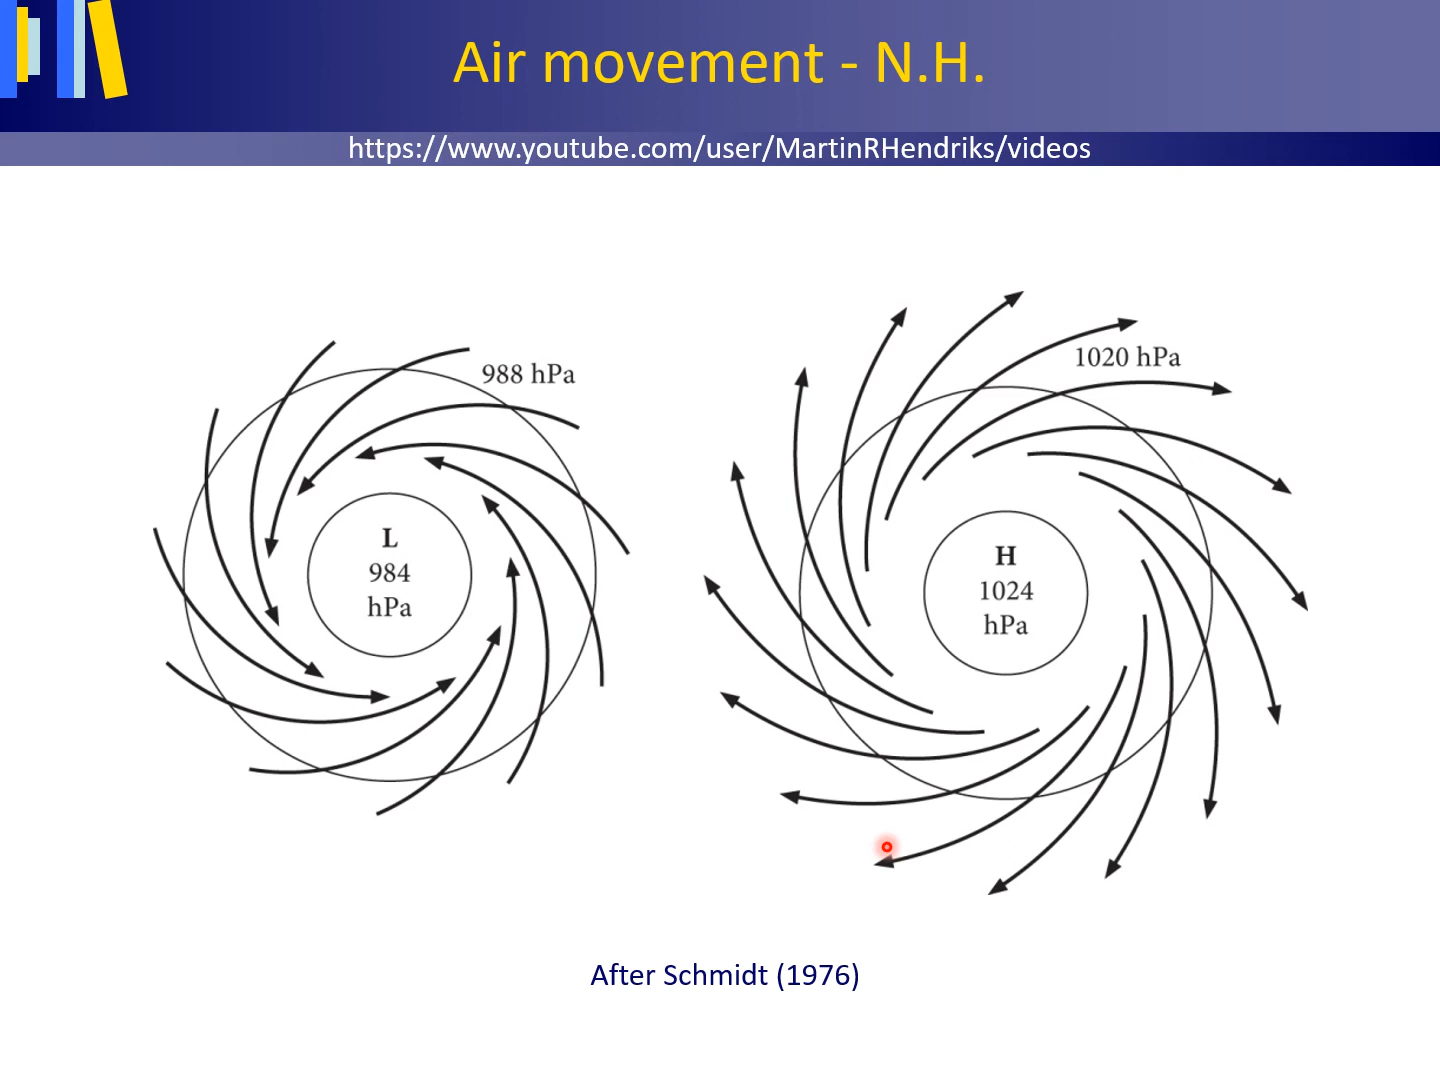 Air movement - N.H.
https://www.youtube.com/user/MartinRHendriks/videos
988 hPa
L
984
hPa
1020 hPa
H
1024
hPa
After Schmidt (1976)